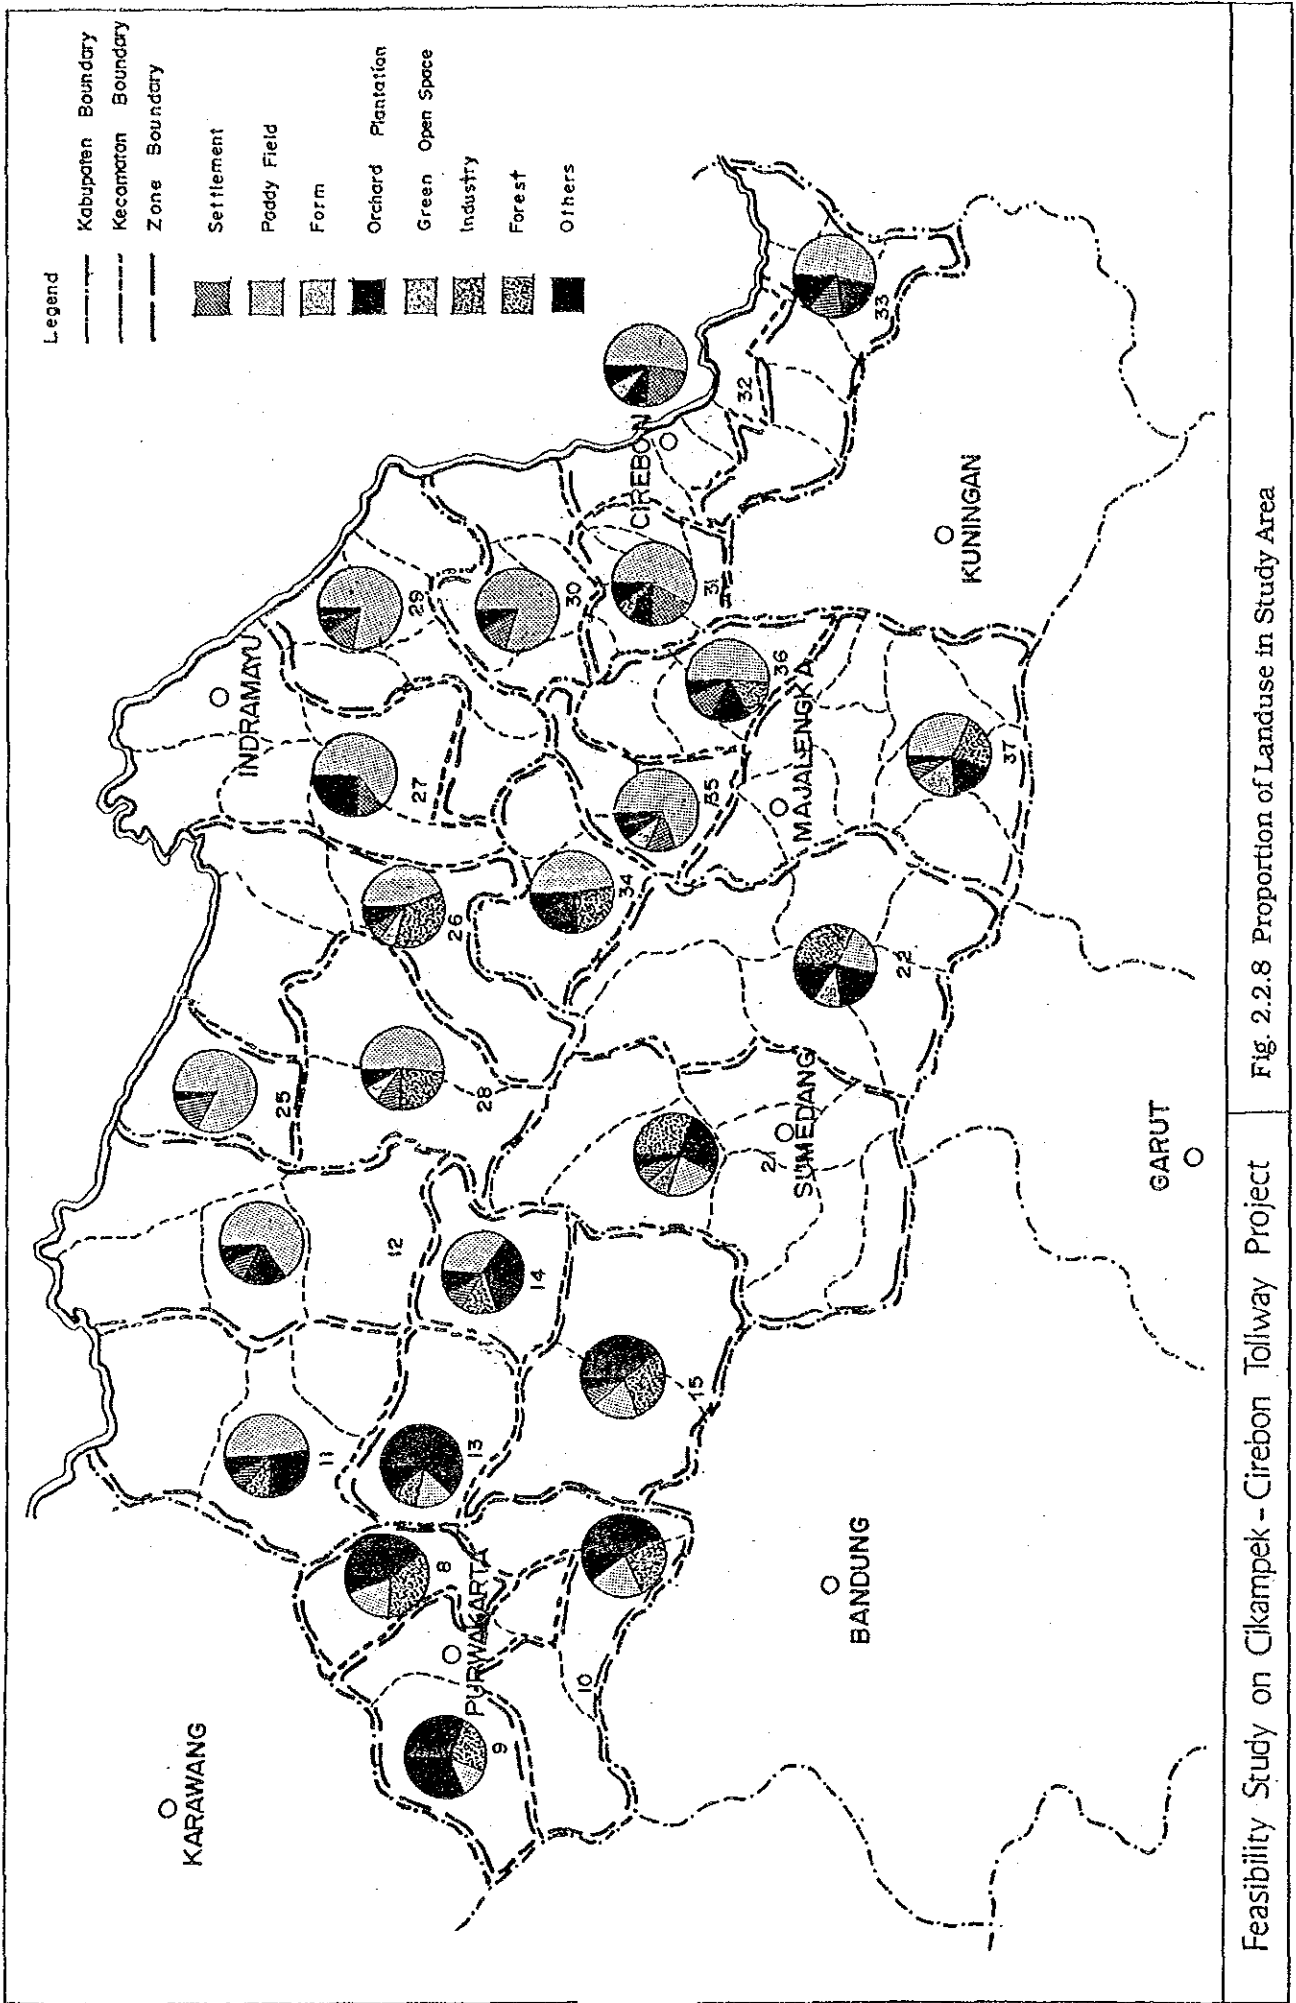 Legend
Kabupaten Boundary
Kecamatan Boundary
Zone Boundary
Settlement
Paddy Field
Form
Orchard Plantation
Green Open Space
Industry
Forest
Others
KARAWANG
PURWAKARTA
BANDUNG
SUMEDANG
GARUT
INDRAMAYU
MAJALENGKA
CIREBON
KUNINGAN
8
9
10
11
12
13
14
15
21
22
25
26
27
28
29
30
31
32
33
34
35
36
37
Feasibility Study on Cikampek - Cirebon Tollway Project
Fig. 2.2.8 Proportion of Landuse in Study Area